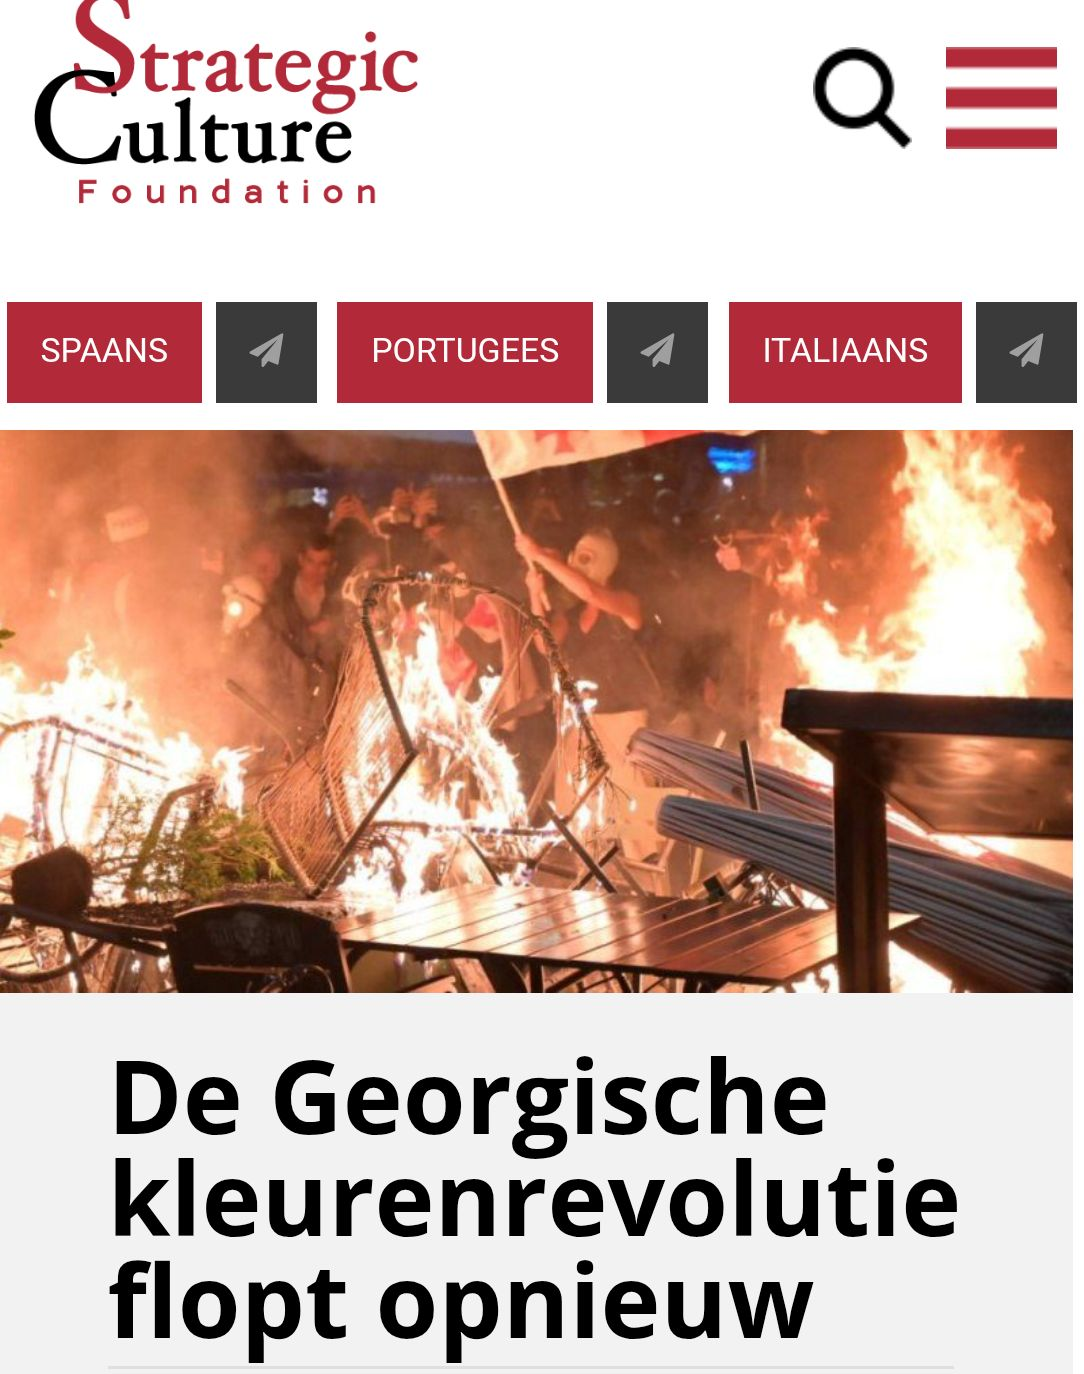 Strategic
Culture
Foundation
SPAANS
PORTUGEES
ITALIAANS
De Georgische
kleurenrevolutie
flopt opnieuw